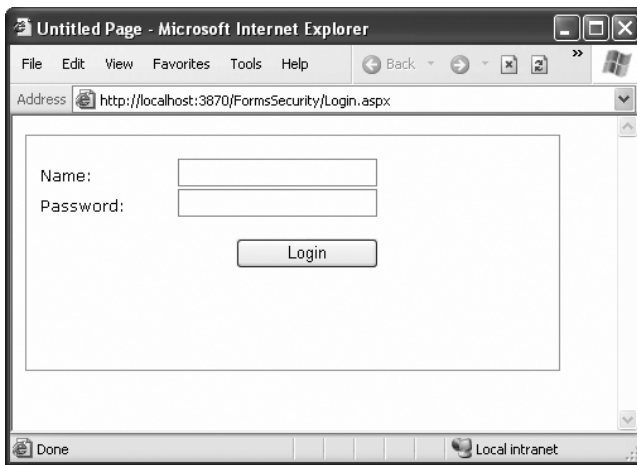 Untitled Page - Microsoft Internet Explorer
File Edit View Favorites Tools Help Back »
Address http://localhost:3870/FormsSecurity/Login.aspx
Name:
Password:
Login
Done Local intranet